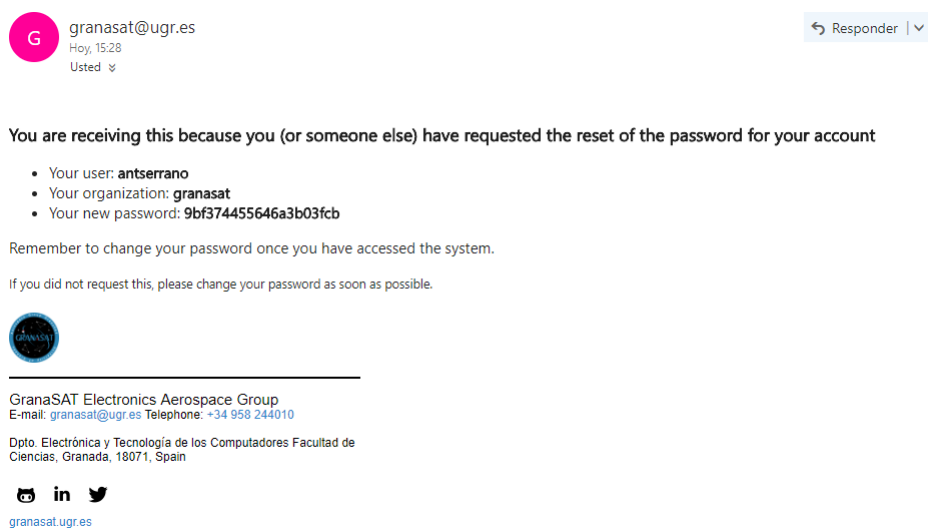 G
granasat@ugr.es
Hoy, 15:28
Usted
Responder
You are receiving this because you (or someone else) have requested the reset of the password for your account
Your user: antserrano
Your organization: granasat
Your new password: 9bf374455646a3b03fcb
Remember to change your password once you have accessed the system.
If you did not request this, please change your password as soon as possible.
GRANASAT
GranaSAT Electronics Aerospace Group
E-mail: granasat@ugr.es Telephone: +34 958 244010
Dpto. Electrónica y Tecnología de los Computadores Facultad de
Ciencias, Granada, 18071, Spain
in
granasat.ugr.es